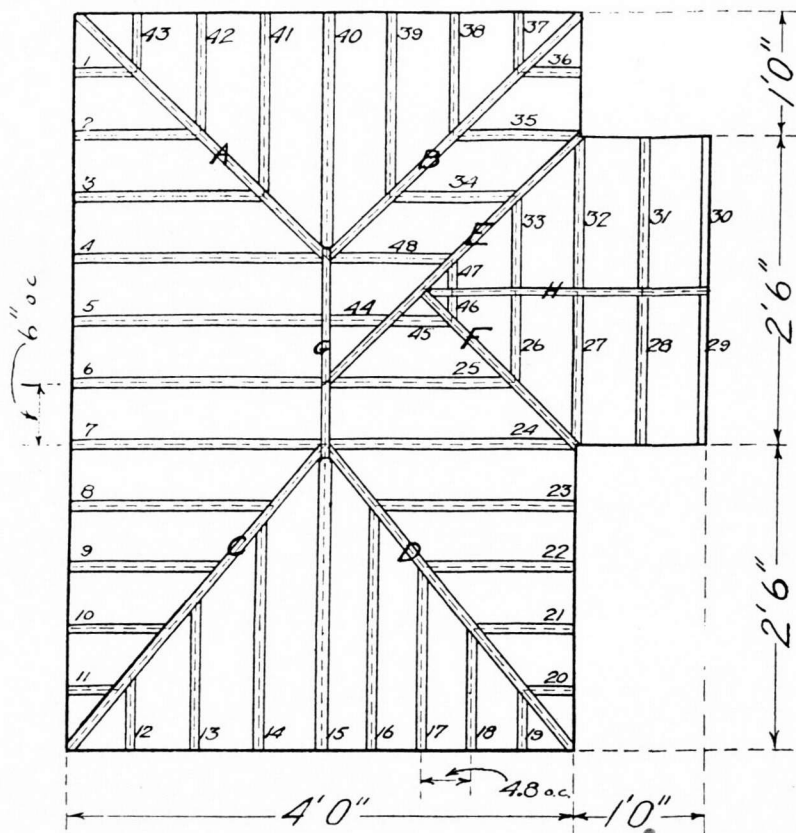 43 42 41 40 39 38 37
1 36
2 A B 35
3 34
4 48 E 33 32 31 30
47
5 44 46 H
G 45 F
6 25 26 27 28 29
7 24
8 23
9 C D 22
10 21
11 20
12 13 14 15 16 17 18 19
6" o c
1'0"
2'6"
2'6"
4.8 o.c.
4'0" 1'0"